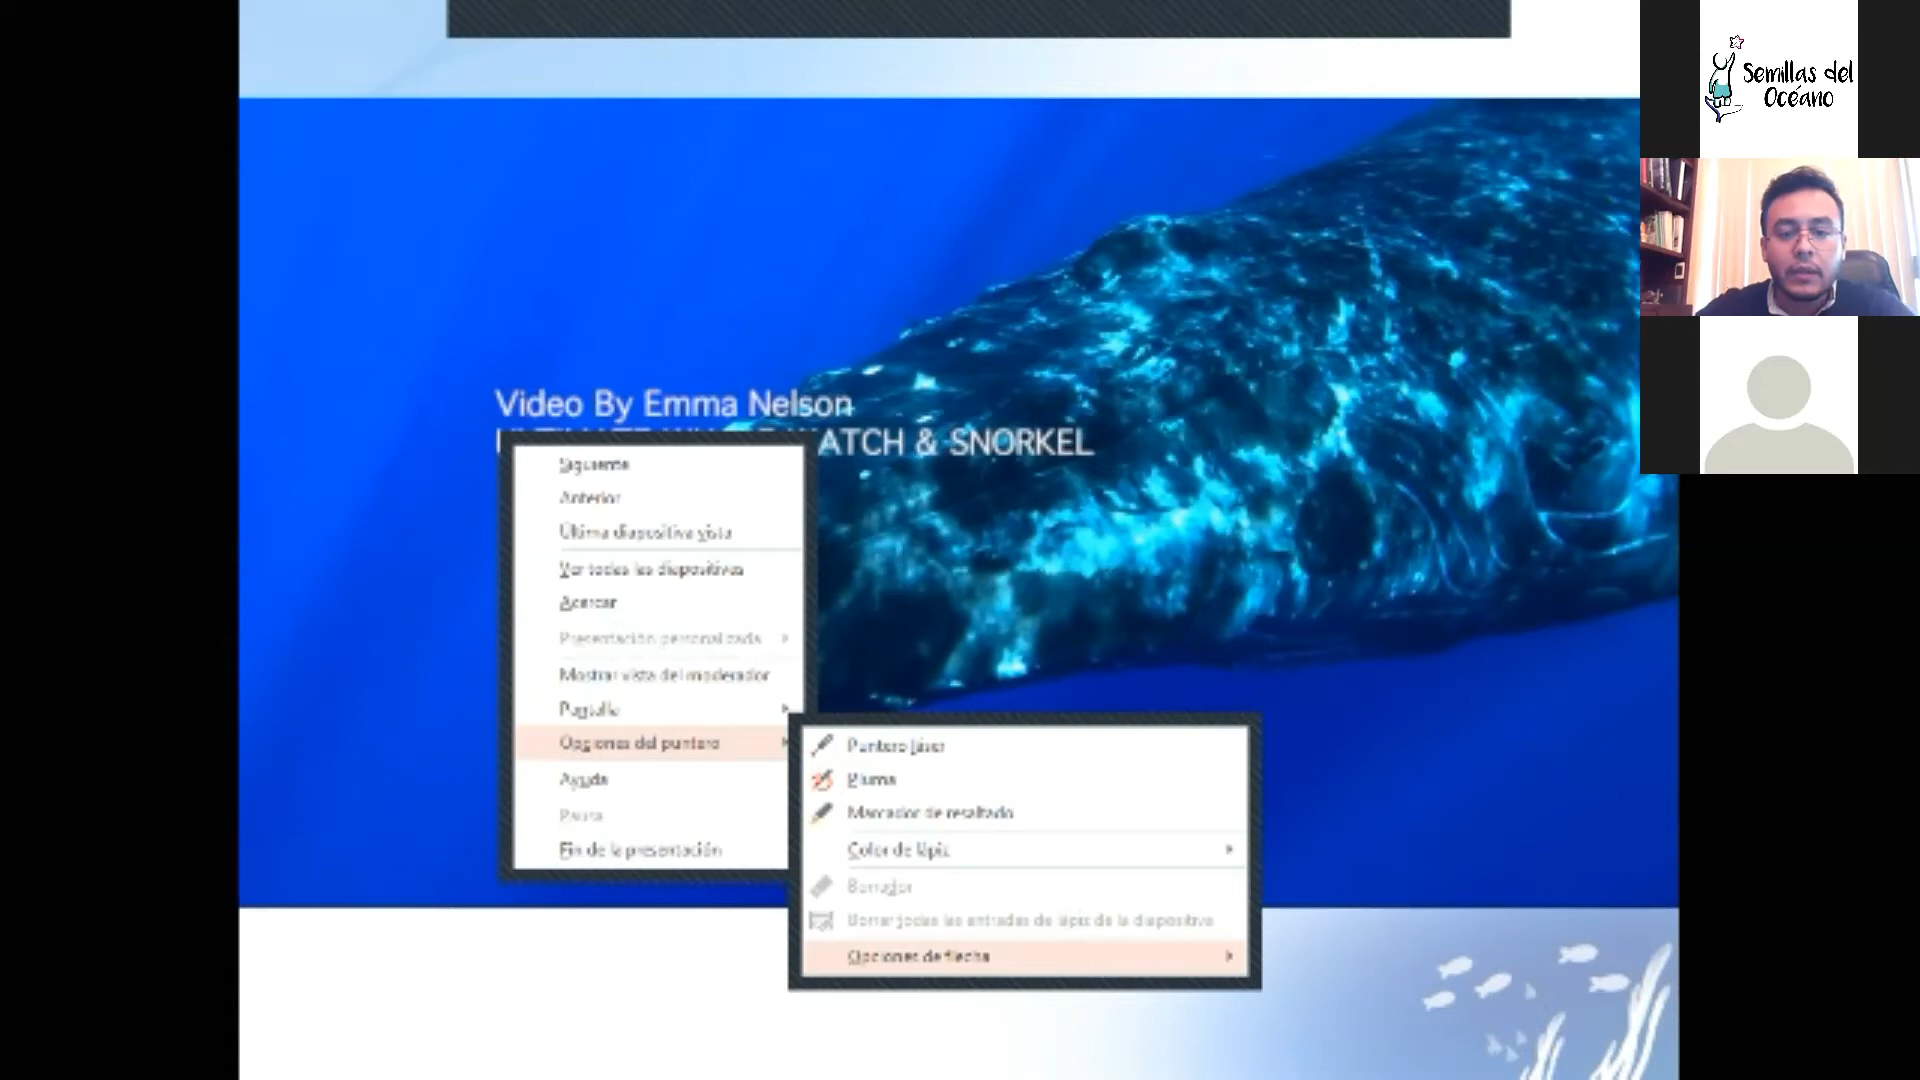 Semillas del
Océano
Video By Emma Nelson
ATCH & SNORKEL
Siguiente
Anterior
Última diapositiva vista
Ver todas las diapositivas
Acercar
Presentación personalizada
Mostrar vista del moderador
Pantalla
Opciones del puntero
Ayuda
Pausa
Fin de la presentación
Puntero láser
Pluma
Marcador de resaltado
Color de lápiz
Borrador
Borrar todas las entradas de lápiz de la diapositiva
Opciones de flecha